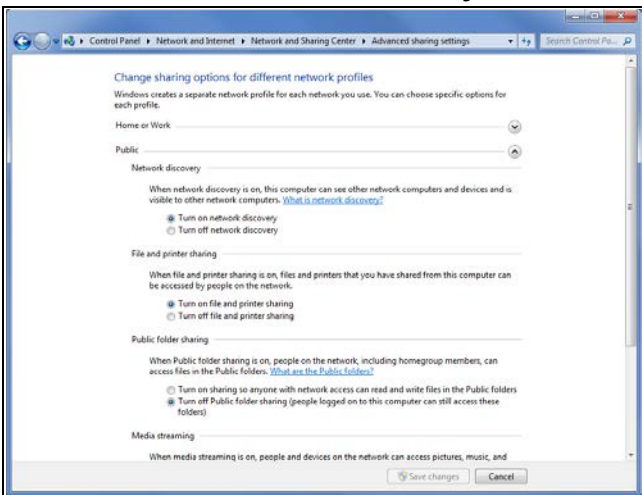 Control Panel ▸ Network and Internet ▸ Network and Sharing Center ▸ Advanced sharing settings
Search Control Pa...
Change sharing options for different network profiles
Windows creates a separate network profile for each network you use. You can choose specific options for
each profile.
Home or Work
Public
Network discovery
When network discovery is on, this computer can see other network computers and devices and is
visible to other network computers. What is network discovery?
Turn on network discovery
Turn off network discovery
File and printer sharing
When file and printer sharing is on, files and printers that you have shared from this computer can
be accessed by people on the network.
Turn on file and printer sharing
Turn off file and printer sharing
Public folder sharing
When Public folder sharing is on, people on the network, including homegroup members, can
access files in the Public folders. What are the Public folders?
Turn on sharing so anyone with network access can read and write files in the Public folders
Turn off Public folder sharing (people logged on to this computer can still access these
folders)
Media streaming
When media streaming is on, people and devices on the network can access pictures, music, and
Save changes
Cancel